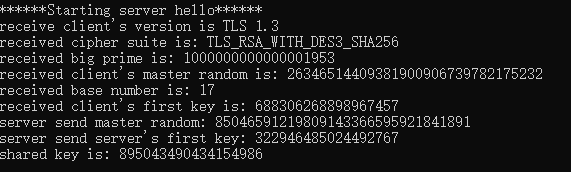 ******Starting server hello******
receive client's version is TLS 1.3
received cipher suite is: TLS_RSA_WITH_DES3_SHA256
received big prime is: 1000000000000001953
received client's master random is: 263465144093819009067397821752​32
received base number is: 17
received client's first key is: 688306268898967457
server send master random: 85046591219809143366595921841891
server send server's first key: 322946485024492767
shared key is: 895043490434154986